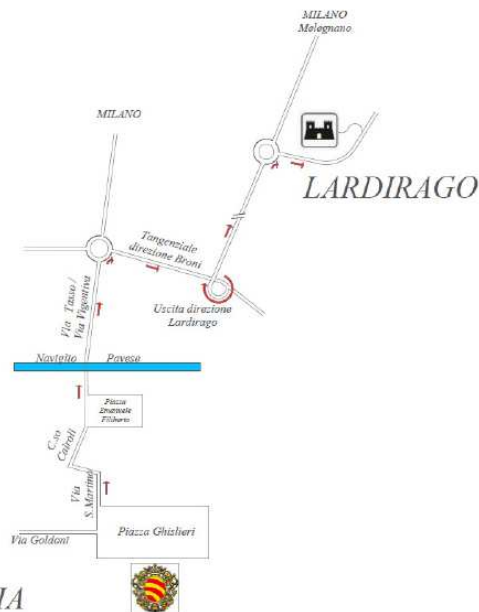 MILANO
Melegnano
MILANO
LARDIRAGO
Tangenziale
direzione Broni
Uscita direzione
Lardirago
Via Tasso /
Via Vigentina
Naviglio Pavese
Piazza
Emanuele
Filiberto
C.so
Cairoli
Via
S.Martino
Piazza Ghislieri
Via Goldoni
IA